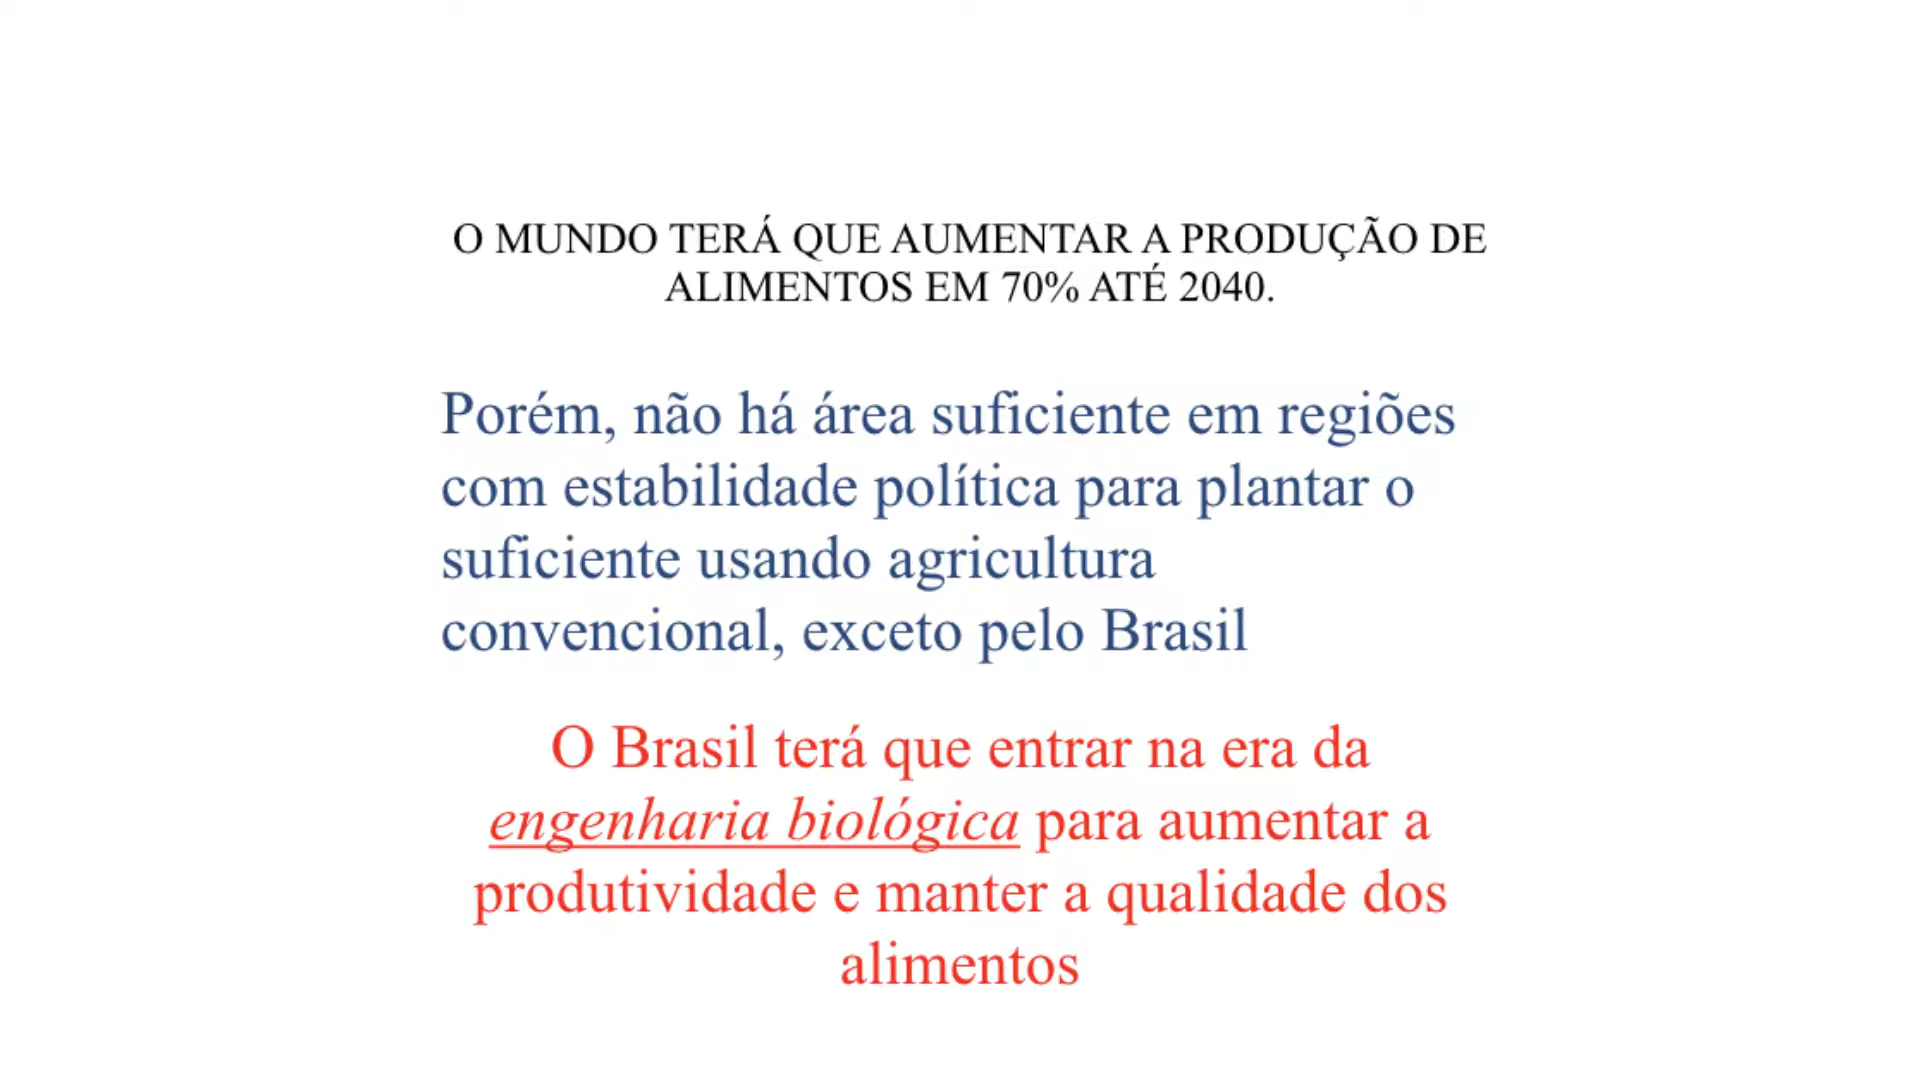 O MUNDO TERÁ QUE AUMENTAR A PRODUÇÃO DE
ALIMENTOS EM 70% ATÉ 2040.
Porém, não há área suficiente em regiões
com estabilidade política para plantar o
suficiente usando agricultura
convencional, exceto pelo Brasil
O Brasil terá que entrar na era da
engenharia biológica para aumentar a
produtividade e manter a qualidade dos
alimentos